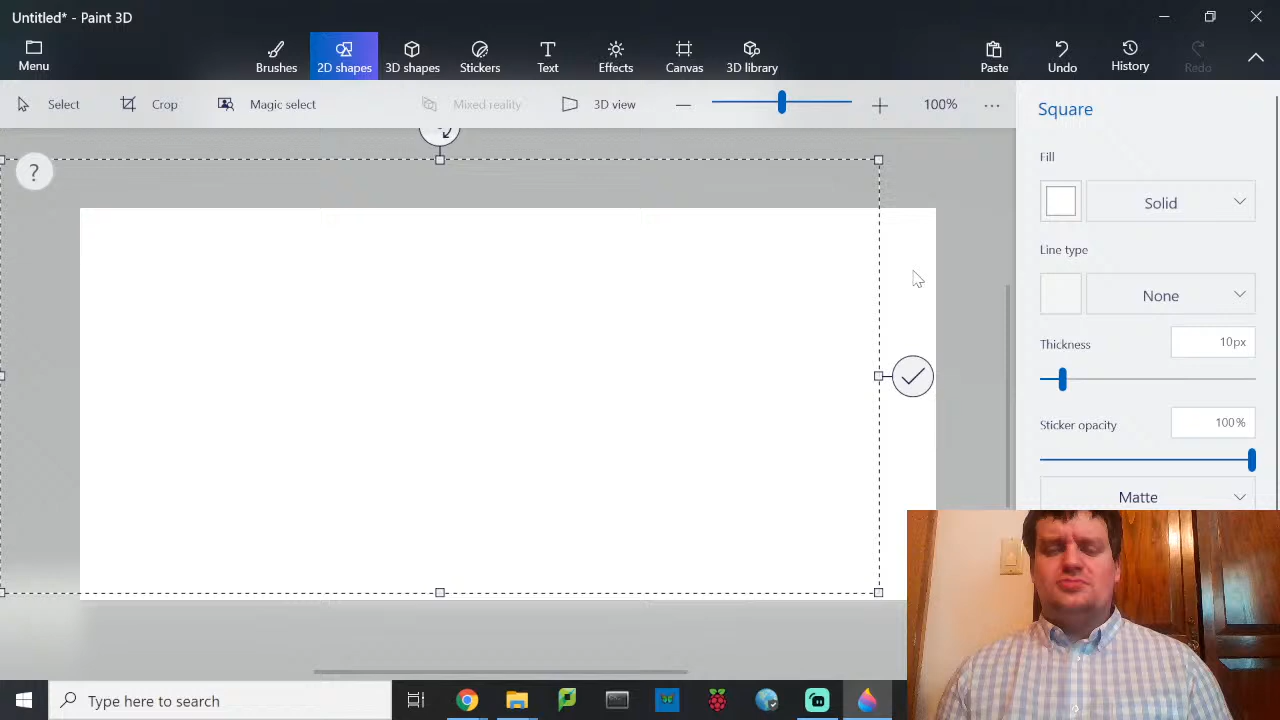 Untitled* - Paint 3D
Menu
Brushes
2D shapes
3D shapes
Stickers
Text
Effects
Canvas
3D library
Paste
Undo
History
Redo
Select
Crop
Magic select
Mixed reality
3D view
100%
Square
?
Fill
Solid
Line type
None
Thickness
10px
Sticker opacity
100%
Matte
Type here to search